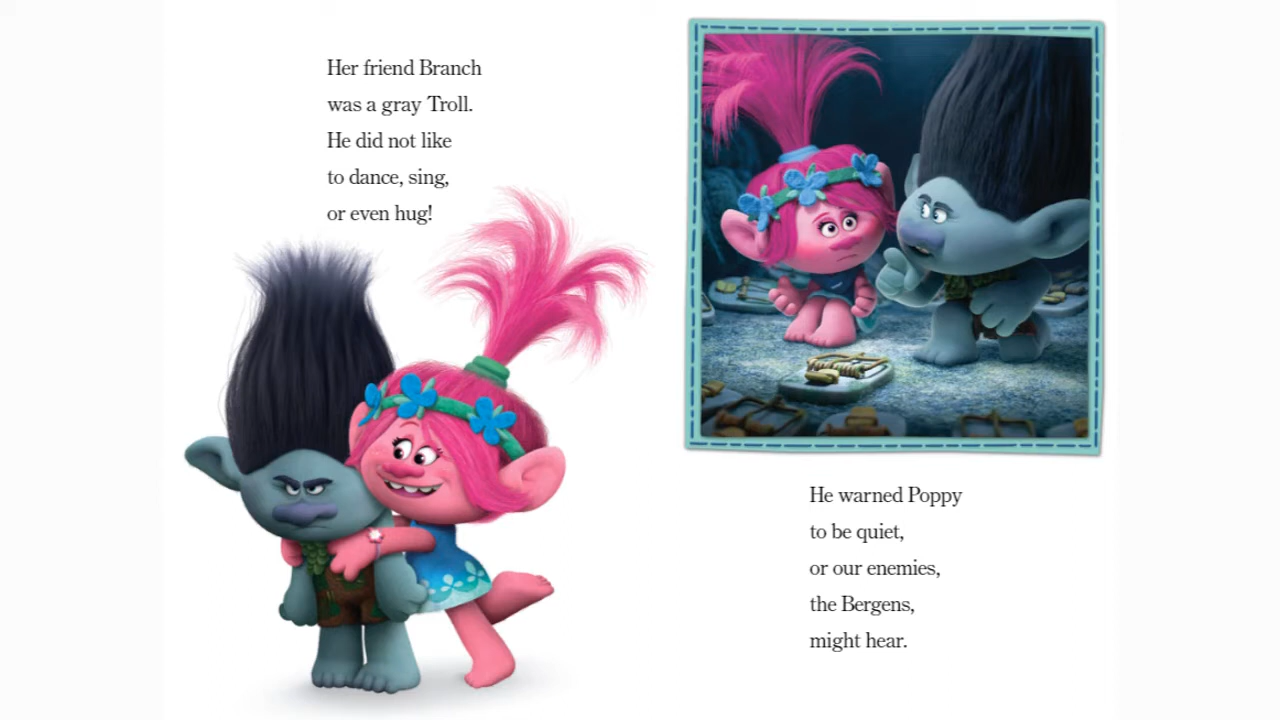 Her friend Branch
was a gray Troll.
He did not like
to dance, sing,
or even hug!
He warned Poppy
to be quiet,
or our enemies,
the Bergens,
might hear.